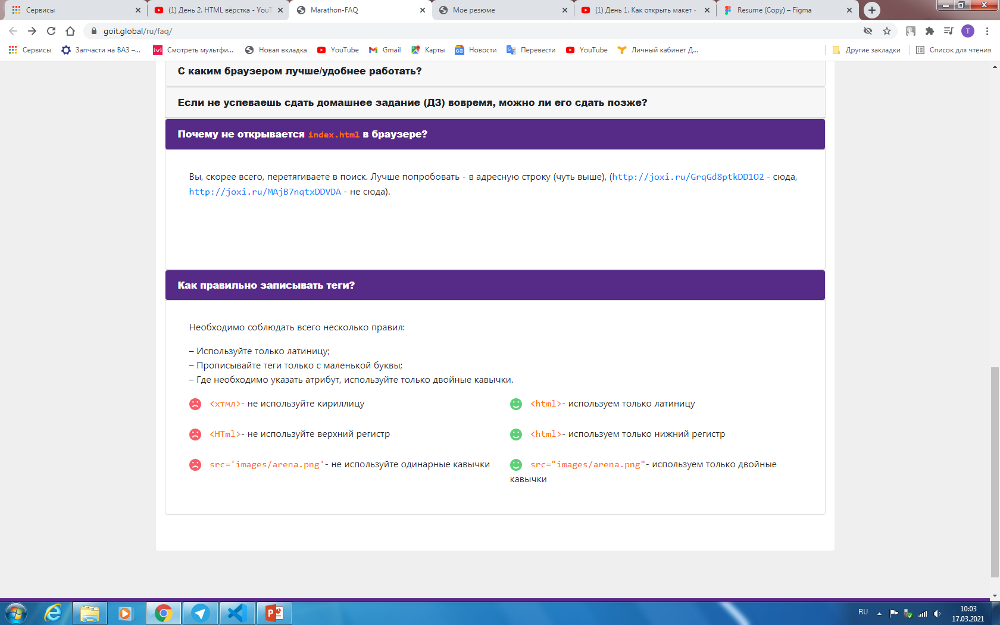 Сервисы
(1) День 2. HTML вёрстка - YouT
Marathon-FAQ
Мое резюме
(1) День 1. Как открыть макет -
Resume (Copy) – Figma
goit.global/ru/faq/
T
Сервисы
Запчасти на ВАЗ –...
ivi
Смотреть мультфи...
Новая вкладка
YouTube
Gmail
Карты
Новости
Перевести
YouTube
Личный кабинет Д...
Другие закладки
Список для чтения
С каким браузером лучше/удобнее работать?
Если не успеваешь сдать домашнее задание (ДЗ) вовремя, можно ли его сдать позже?
Почему не открывается index.html в браузере?
Вы, скорее всего, перетягиваете в поиск. Лучше попробовать - в адресную строку (чуть выше), (http://joxi.ru/GrqGd8ptkDD1O2 - сюда,
http://joxi.ru/MAjB7nqtxDDVDA - не сюда).
Как правильно записывать теги?
Необходимо соблюдать всего несколько правил:
– Используйте только латиницу;
– Прописывайте теги только с маленькой буквы;
– Где необходимо указать атрибут, используйте только двойные кавычки.
<хтмл>- не используйте кириллицу
<html>- используем только латиницу
<HTml>- не используйте верхний регистр
<html>- используем только нижний регистр
src='images/arena.png'- не используйте одинарные кавычки
src="images/arena.png"- используем только двойные
кавычки
RU
10:03
17.03.2021